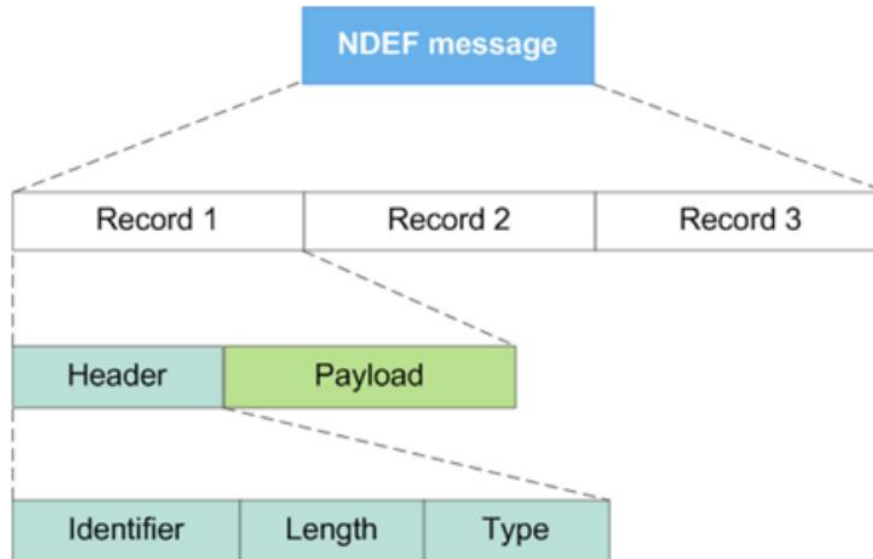 NDEF message
Record 1 Record 2 Record 3
Header Payload
Identifier Length Type